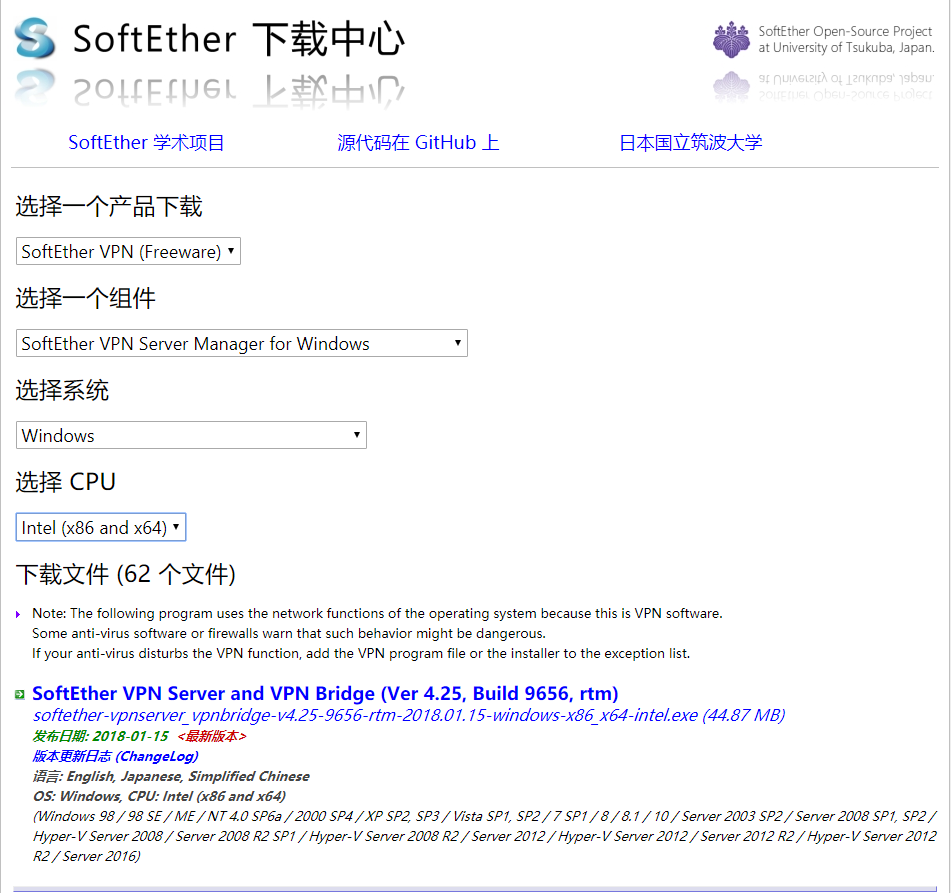 SoftEther 下载中心
SoftEther Open-Source Project
at University of Tsukuba, Japan.
SoftEther 学术项目
源代码在 GitHub 上
日本国立筑波大学
选择一个产品下载
SoftEther VPN (Freeware)
选择一个组件
SoftEther VPN Server Manager for Windows
选择系统
Windows
选择 CPU
Intel (x86 and x64)
下载文件 (62 个文件)
Note: The following program uses the network functions of the operating system because this is VPN software.
Some anti-virus software or firewalls warn that such behavior might be dangerous.
If your anti-virus disturbs the VPN function, add the VPN program file or the installer to the exception list.
SoftEther VPN Server and VPN Bridge (Ver 4.25, Build 9656, rtm)
softether-vpnserver_vpnbridge-v4.25-9656-rtm-2018.01.15-windows-x86_x64-intel.exe (44.87 MB)
发布日期: 2018-01-15 <最新版本>
版本更新日志 (ChangeLog)
语言: English, Japanese, Simplified Chinese
OS: Windows, CPU: Intel (x86 and x64)
(Windows 98 / 98 SE / ME / NT 4.0 SP6a / 2000 SP4 / XP SP2, SP3 / Vista SP1, SP2 / 7 SP1 / 8 / 8.1 / 10 / Server 2003 SP2 / Server 2008 SP1, SP2 /
Hyper-V Server 2008 / Server 2008 R2 SP1 / Hyper-V Server 2008 R2 / Server 2012 / Hyper-V Server 2012 / Server 2012 R2 / Hyper-V Server 2012
R2 / Server 2016)